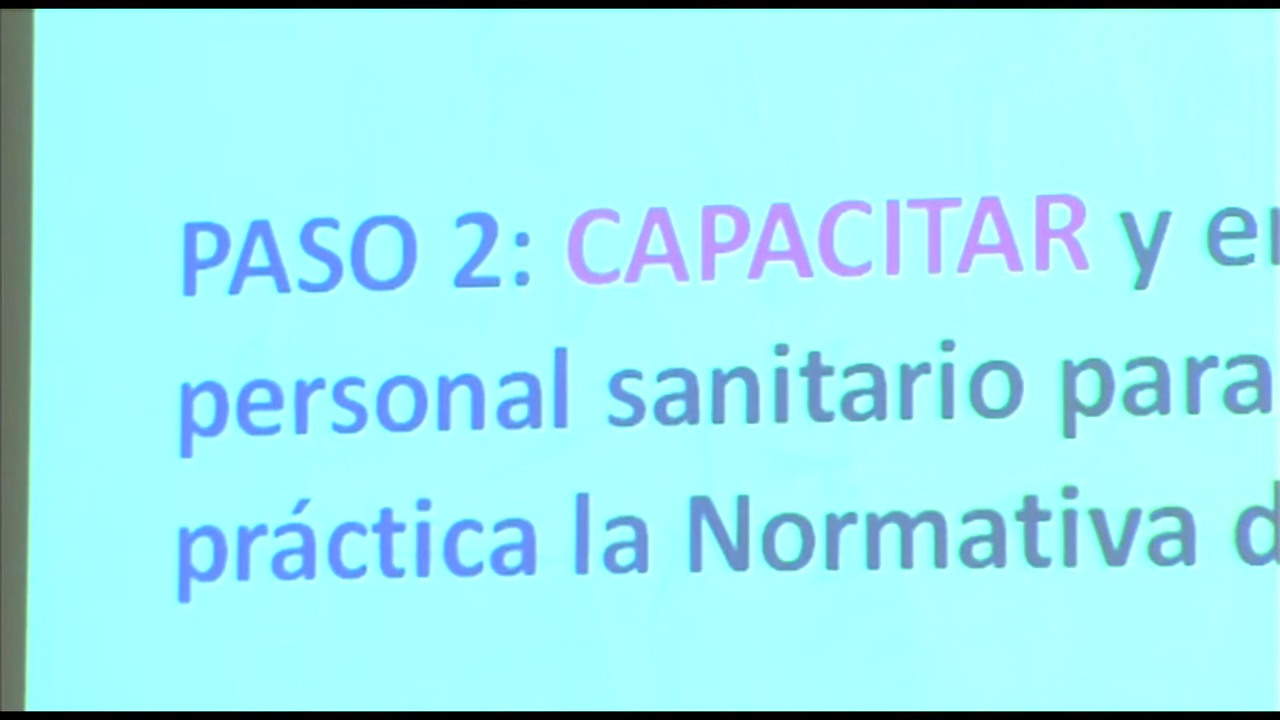 PASO 2: CAPACITAR y
personal sanitario para
práctica la Normativa